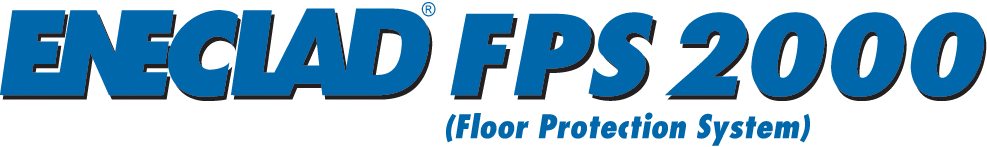 ENECLAD® FPS 2000
(Floor Protection System)